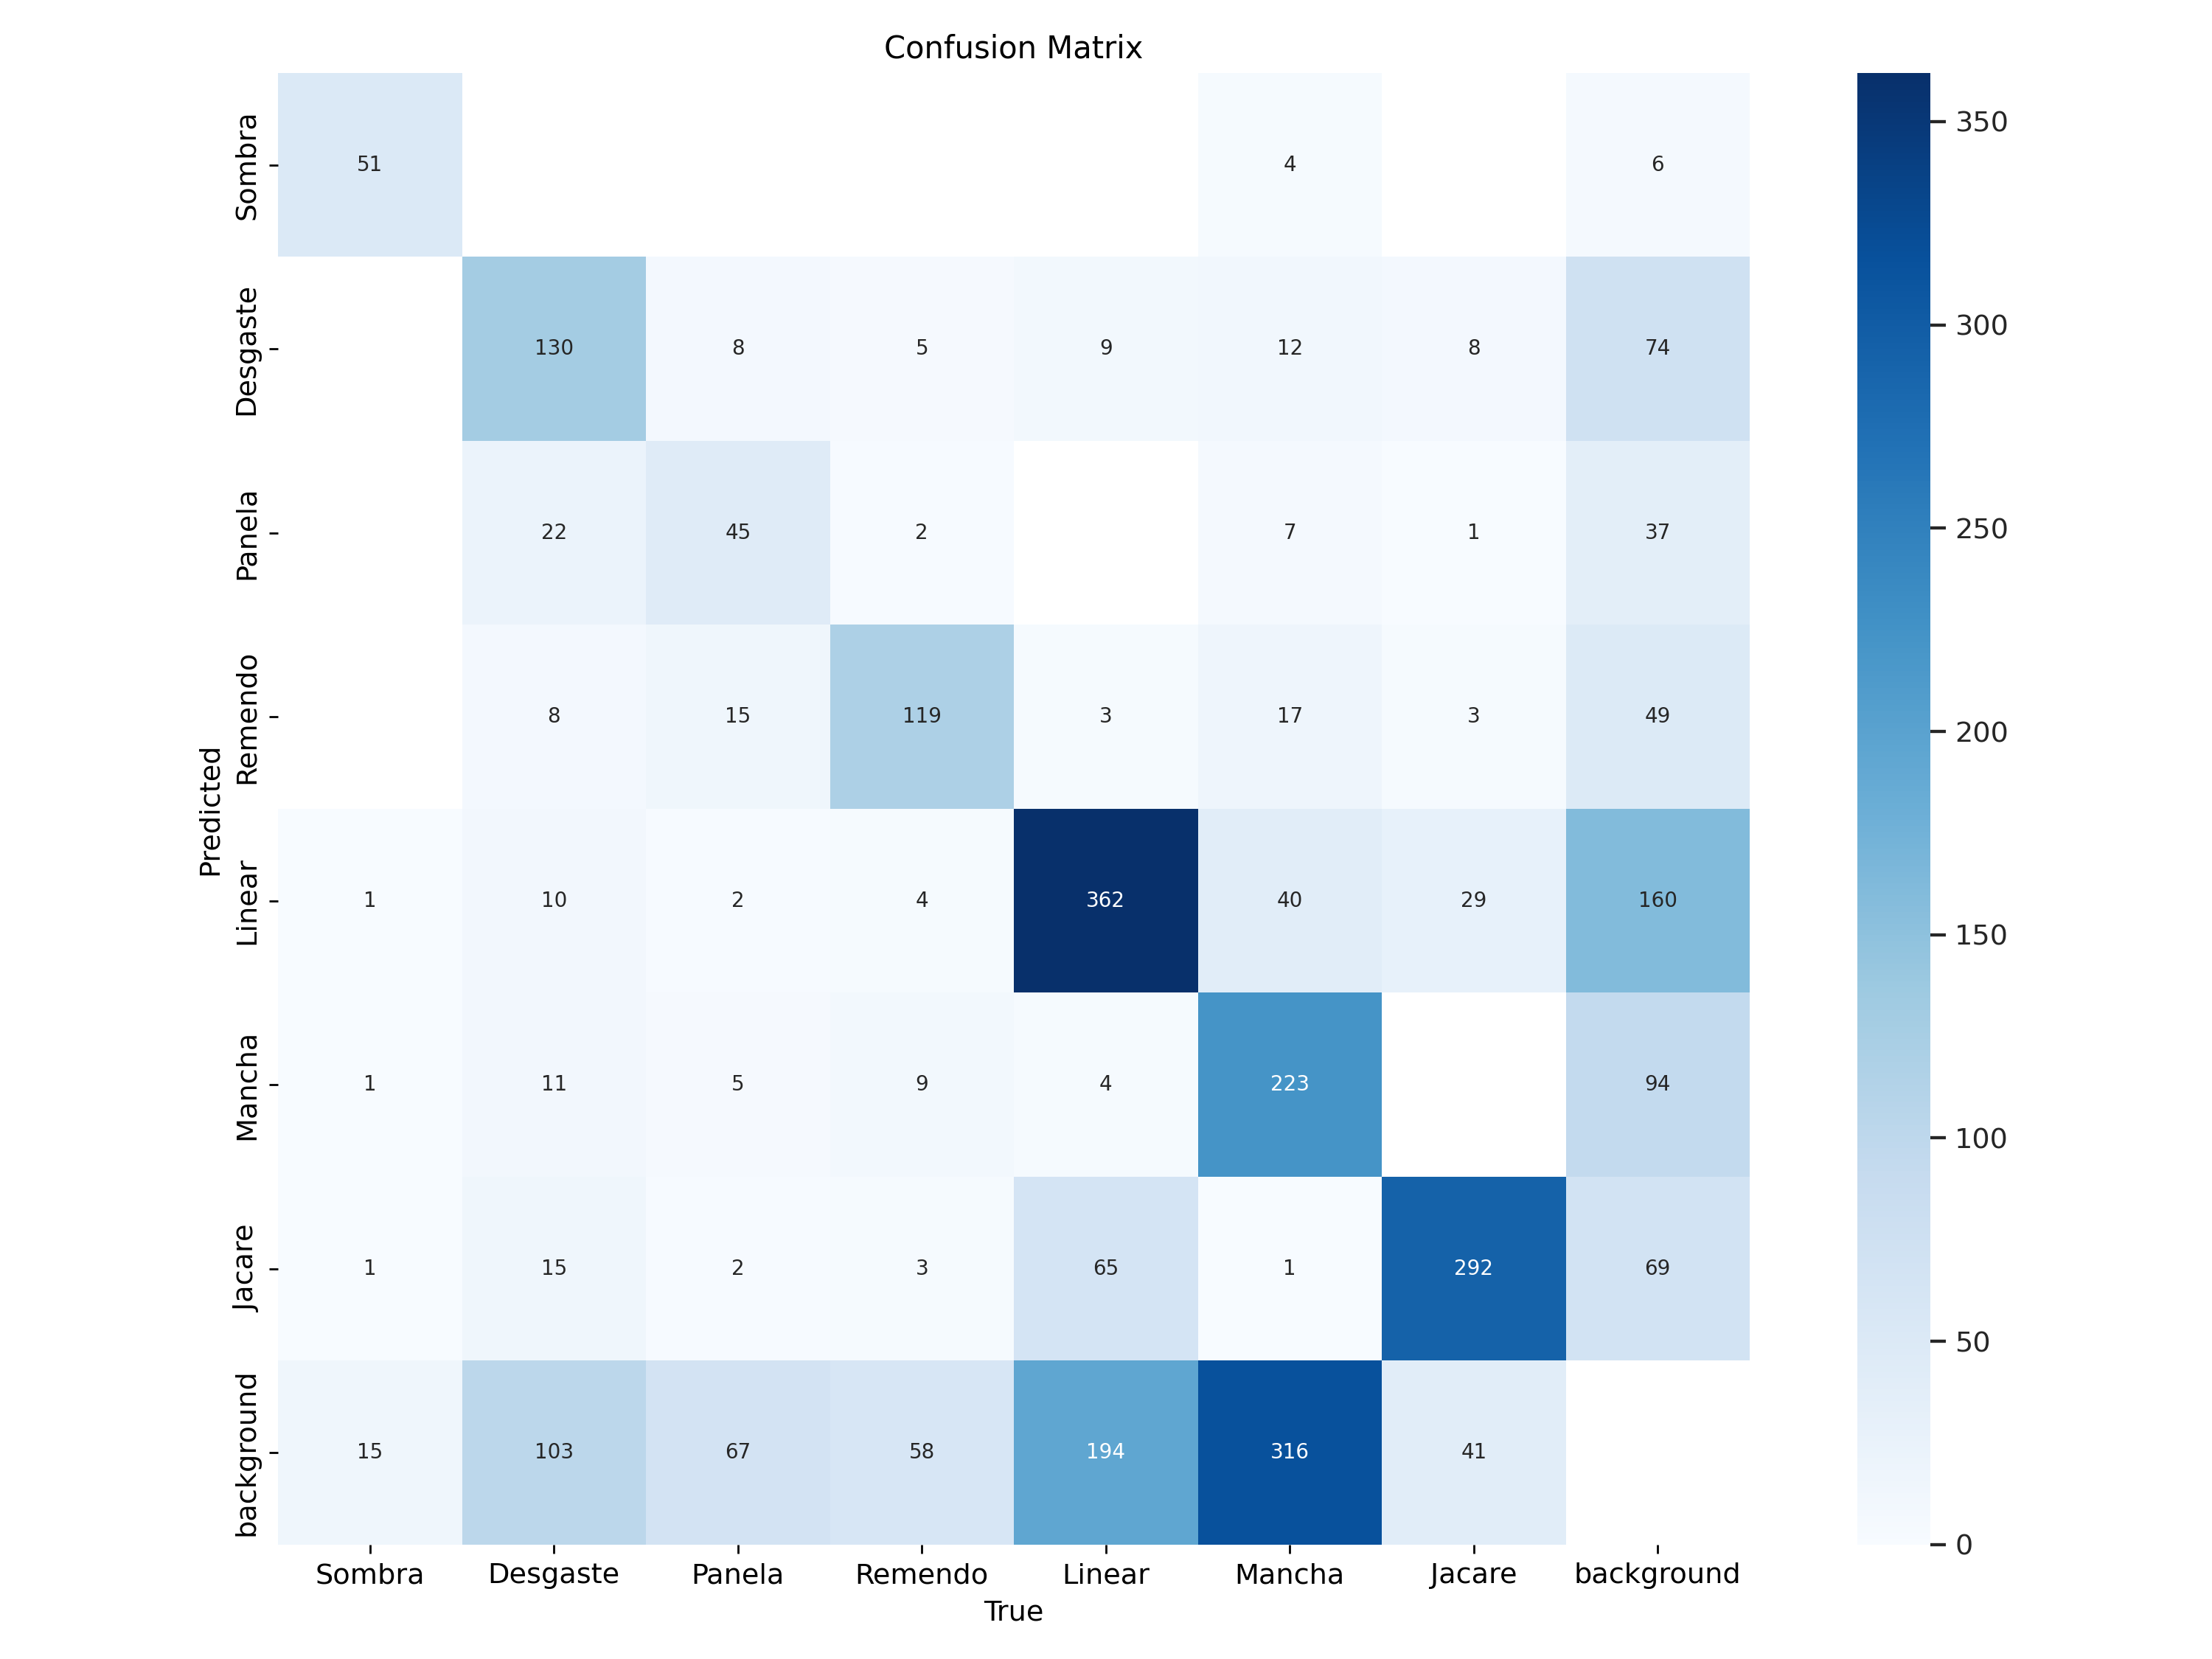 Confusion Matrix
Predicted
Sombra 51 4 6
Desgaste 130 8 5 9 12 8 74
Panela 22 45 2 7 1 37
Remendo 8 15 119 3 17 3 49
Linear 1 10 2 4 362 40 29 160
Mancha 1 11 5 9 4 223 94
Jacare 1 15 2 3 65 1 292 69
background 15 103 67 58 194 316 41
Sombra Desgaste Panela Remendo Linear Mancha Jacare background
True
350
300
250
200
150
100
50
0